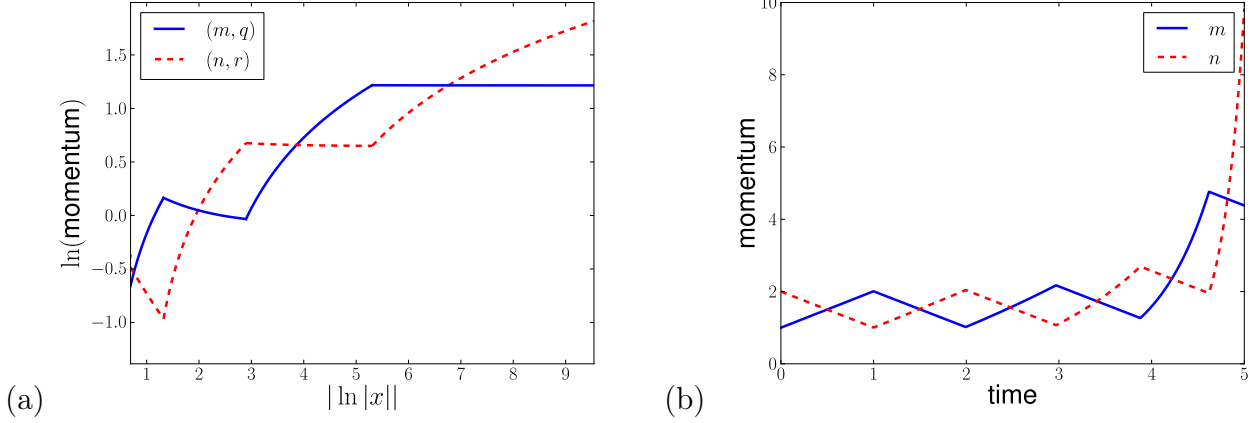 (m, q)
(n, r)
1.5
1.0
0.5
0.0
−0.5
−1.0
ln(momentum)
1 2 3 4 5 6 7 8 9
| ln |x||
(a)
m
n
10
8
6
4
2
0
momentum
0 1 2 3 4 5
time
(b)